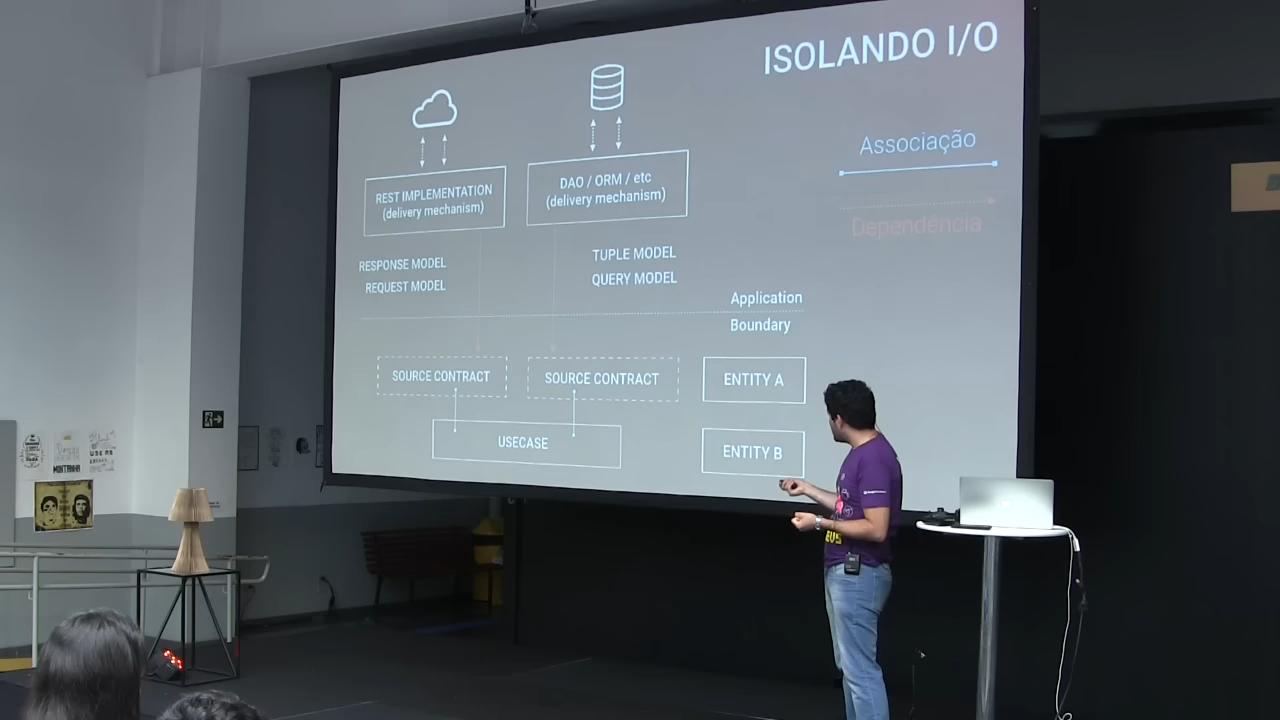 ISOLANDO I/O
Associação
Dependência
REST IMPLEMENTATION
(delivery mechanism)
DAO / ORM / etc
(delivery mechanism)
RESPONSE MODEL
REQUEST MODEL
TUPLE MODEL
QUERY MODEL
Application
Boundary
SOURCE CONTRACT
SOURCE CONTRACT
ENTITY A
USECASE
ENTITY B